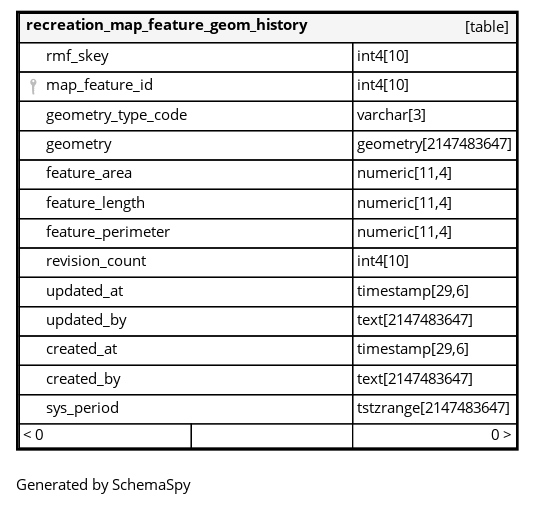 recreation_map_feature_geom_history [table]
rmf_skey int4[10]
map_feature_id int4[10]
geometry_type_code varchar[3]
geometry geometry[2147483647]
feature_area numeric[11,4]
feature_length numeric[11,4]
feature_perimeter numeric[11,4]
revision_count int4[10]
updated_at timestamp[29,6]
updated_by text[2147483647]
created_at timestamp[29,6]
created_by text[2147483647]
sys_period tstzrange[2147483647]
< 0 0 >
Generated by SchemaSpy